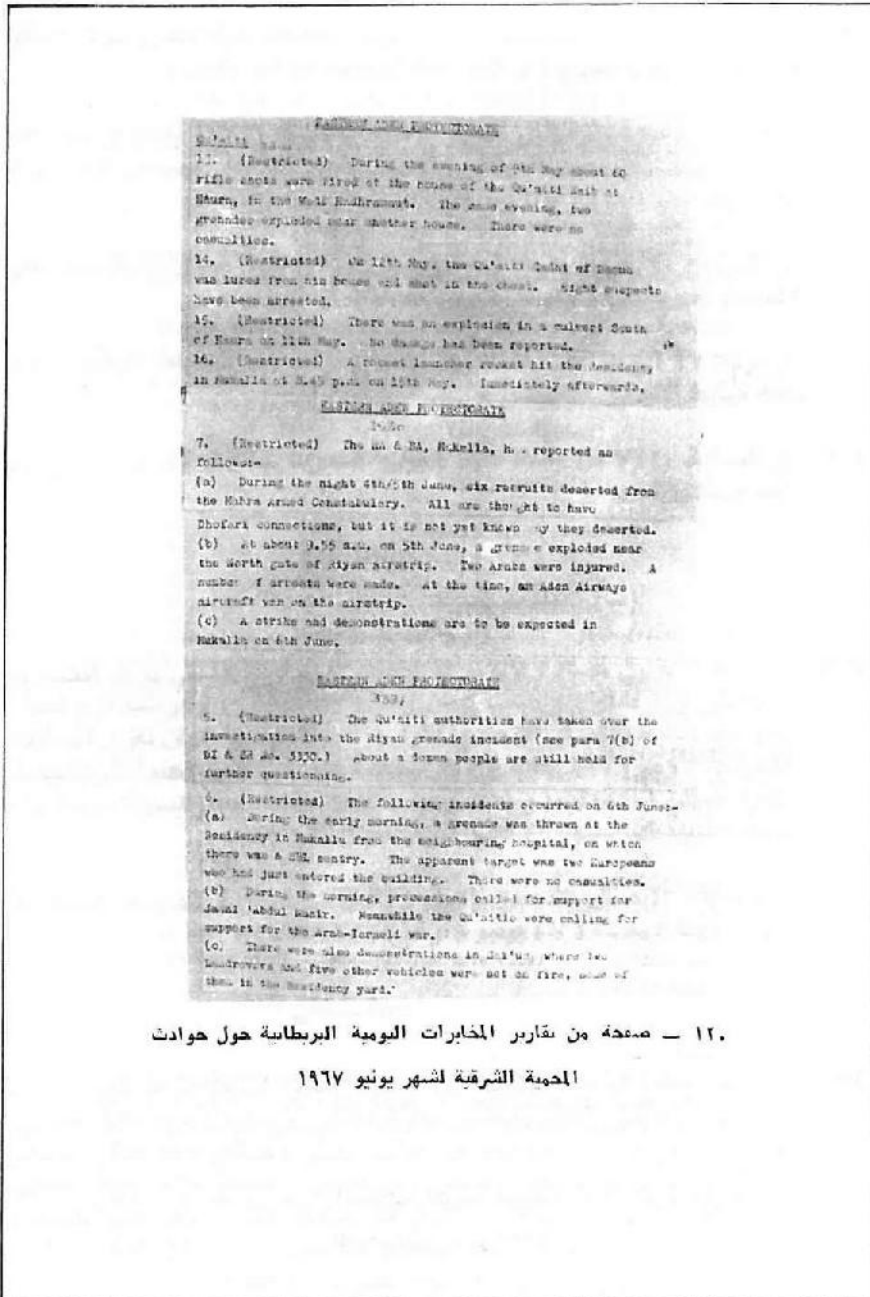 EASTERN ADEN PROTECTORATE
Qu'aiti
13. (Restricted) During the evening of 9th May about 60
rifle shots were fired at the house of the Qu'aiti Naib at
Haura, in the Wadi Hadhramaut. The same evening, two
grenades exploded near another house. There were no
casualties.
14. (Restricted) On 12th May, the Qu'aiti Qadhi of
was lured from his house and shot in the chest. Eight suspects
have been arrested.
15. (Restricted) There was an explosion in a culvert South
of Haura on 11th May. No damage has been reported.
16. (Restricted) A rocket launcher rocket hit the Residency
in Mukalla at 8.45 p.m. on 15th May. Immediately afterwards,
EASTERN ADEN PROTECTORATE
7. (Restricted) The RA & BA, Mukalla, has reported as
follows:-
(a) During the night 4th/5th June, six recruits deserted from
the Mahra Armed Constabulary. All are thought to have
Dhofari connections, but it is not yet known why they deserted.
(b) At about 9.55 a.m. on 5th June, a grenade exploded near
the North gate of Riyan airstrip. Two Arabs were injured. A
number of arrests were made. At the time, an Aden Airways
aircraft was on the airstrip.
(c) A strike and demonstrations are to be expected in
Mukalla on 6th June.
EASTERN ADEN PROTECTORATE
5. (Restricted) The Qu'aiti authorities have taken over the
investigation into the Riyan grenade incident (see para 7(b) of
No. 5350.) About a dozen people are still held for
further questioning.
6. (Restricted) The following incidents occurred on 6th June:-
(a) During the early morning, a grenade was thrown at the
Residency in Mukalla from the neighbouring hospital, on which
there was a HBL sentry. The apparent target was two Europeans
who had just entered the building. There were no casualties.
(b) During the morning, processions called for support for
Jamal 'Abdul Nasir. Meanwhile the Qu'aitis were calling for
support for the Arab-Israeli war.
(c) There were also demonstrations in where two
Landrovers and five other vehicles were set on fire, some of
them in the Residency yard.
١٢. ــ صفحة من تقارير المخابرات اليومية البريطانية حول حوادث
المحمية الشرقية لشهر يونيو ١٩٦٧